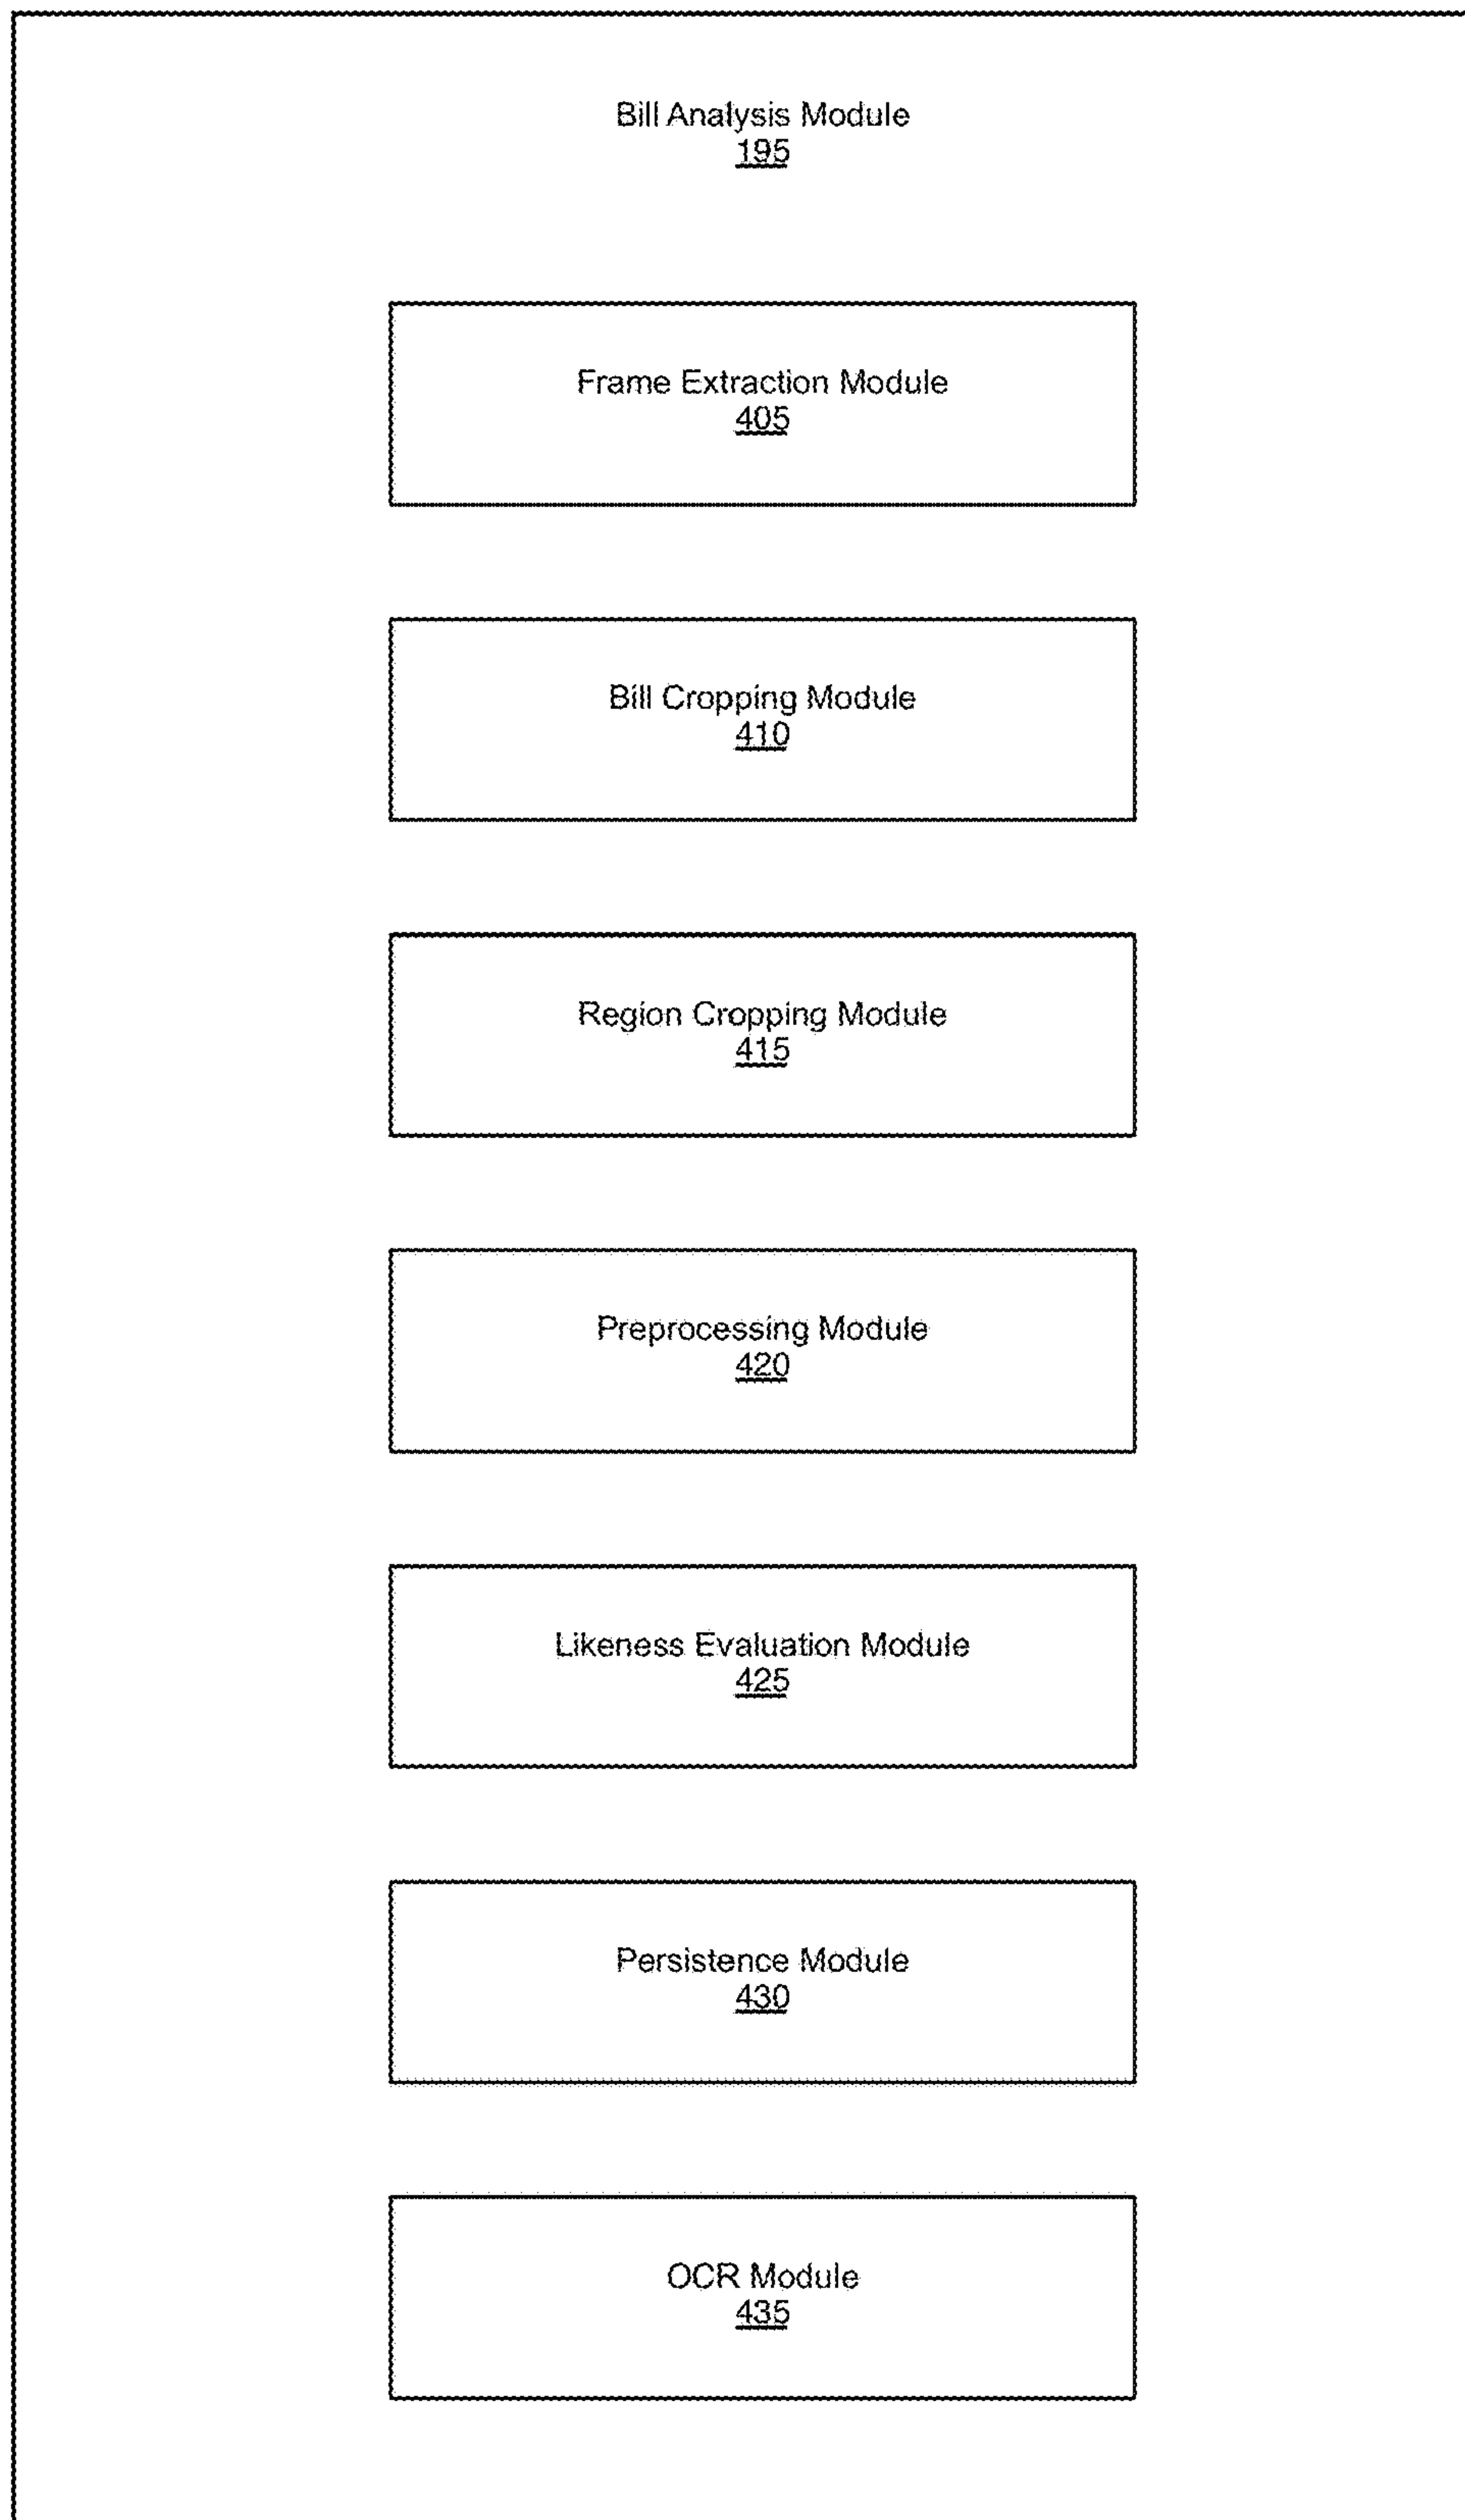 Bill Analysis Module
195
Frame Extraction Module
405
Bill Cropping Module
410
Region Cropping Module
415
Preprocessing Module
420
Likeness Evaluation Module
425
Persistence Module
430
OCR Module
435